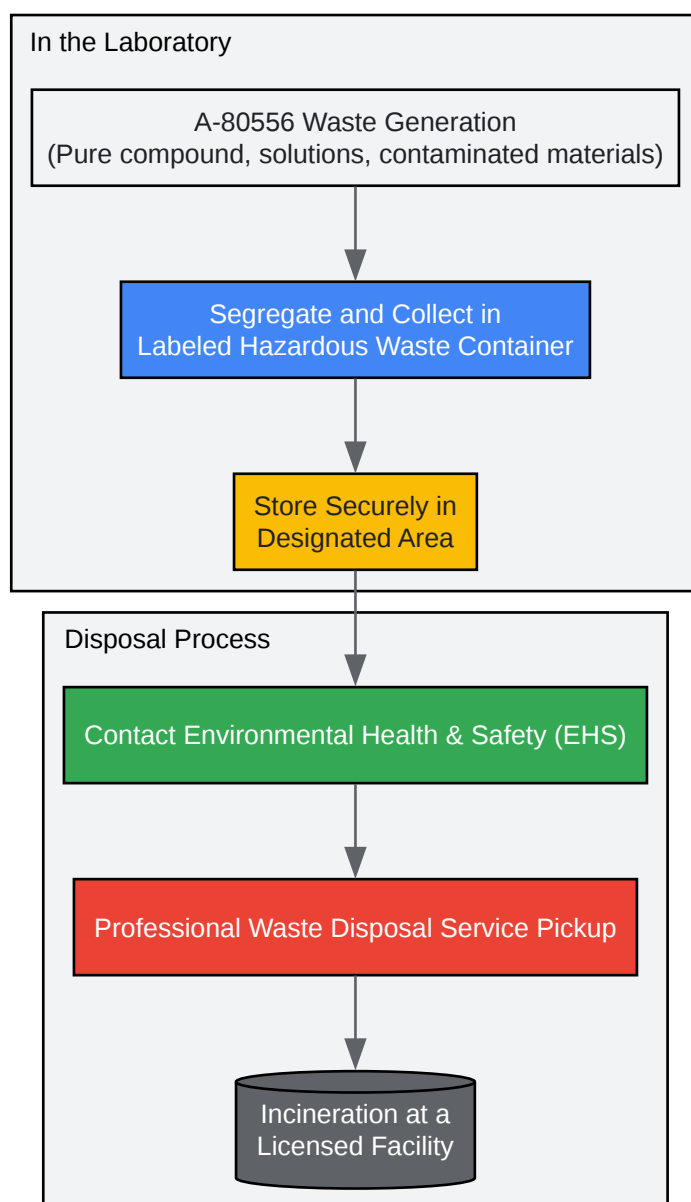 In the Laboratory
A-80556 Waste Generation
(Pure compound, solutions, contaminated materials)
Segregate and Collect in
Labeled Hazardous Waste Container
Store Securely in
Designated Area
Disposal Process
Contact Environmental Health & Safety (EHS)
Professional Waste Disposal Service Pickup
Incineration at a
Licensed Facility